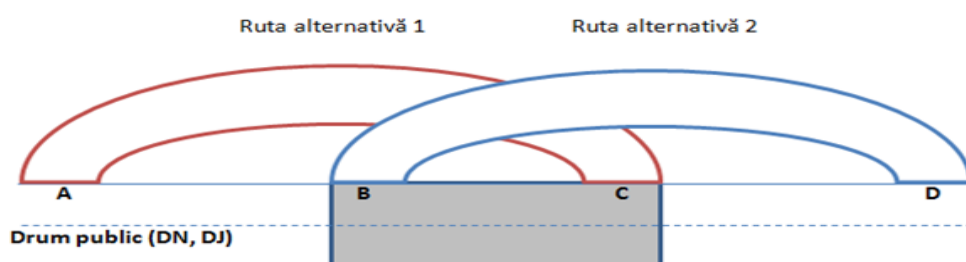 Ruta alternativă 1
Ruta alternativă 2
A
B
C
D
Drum public (DN, DJ)